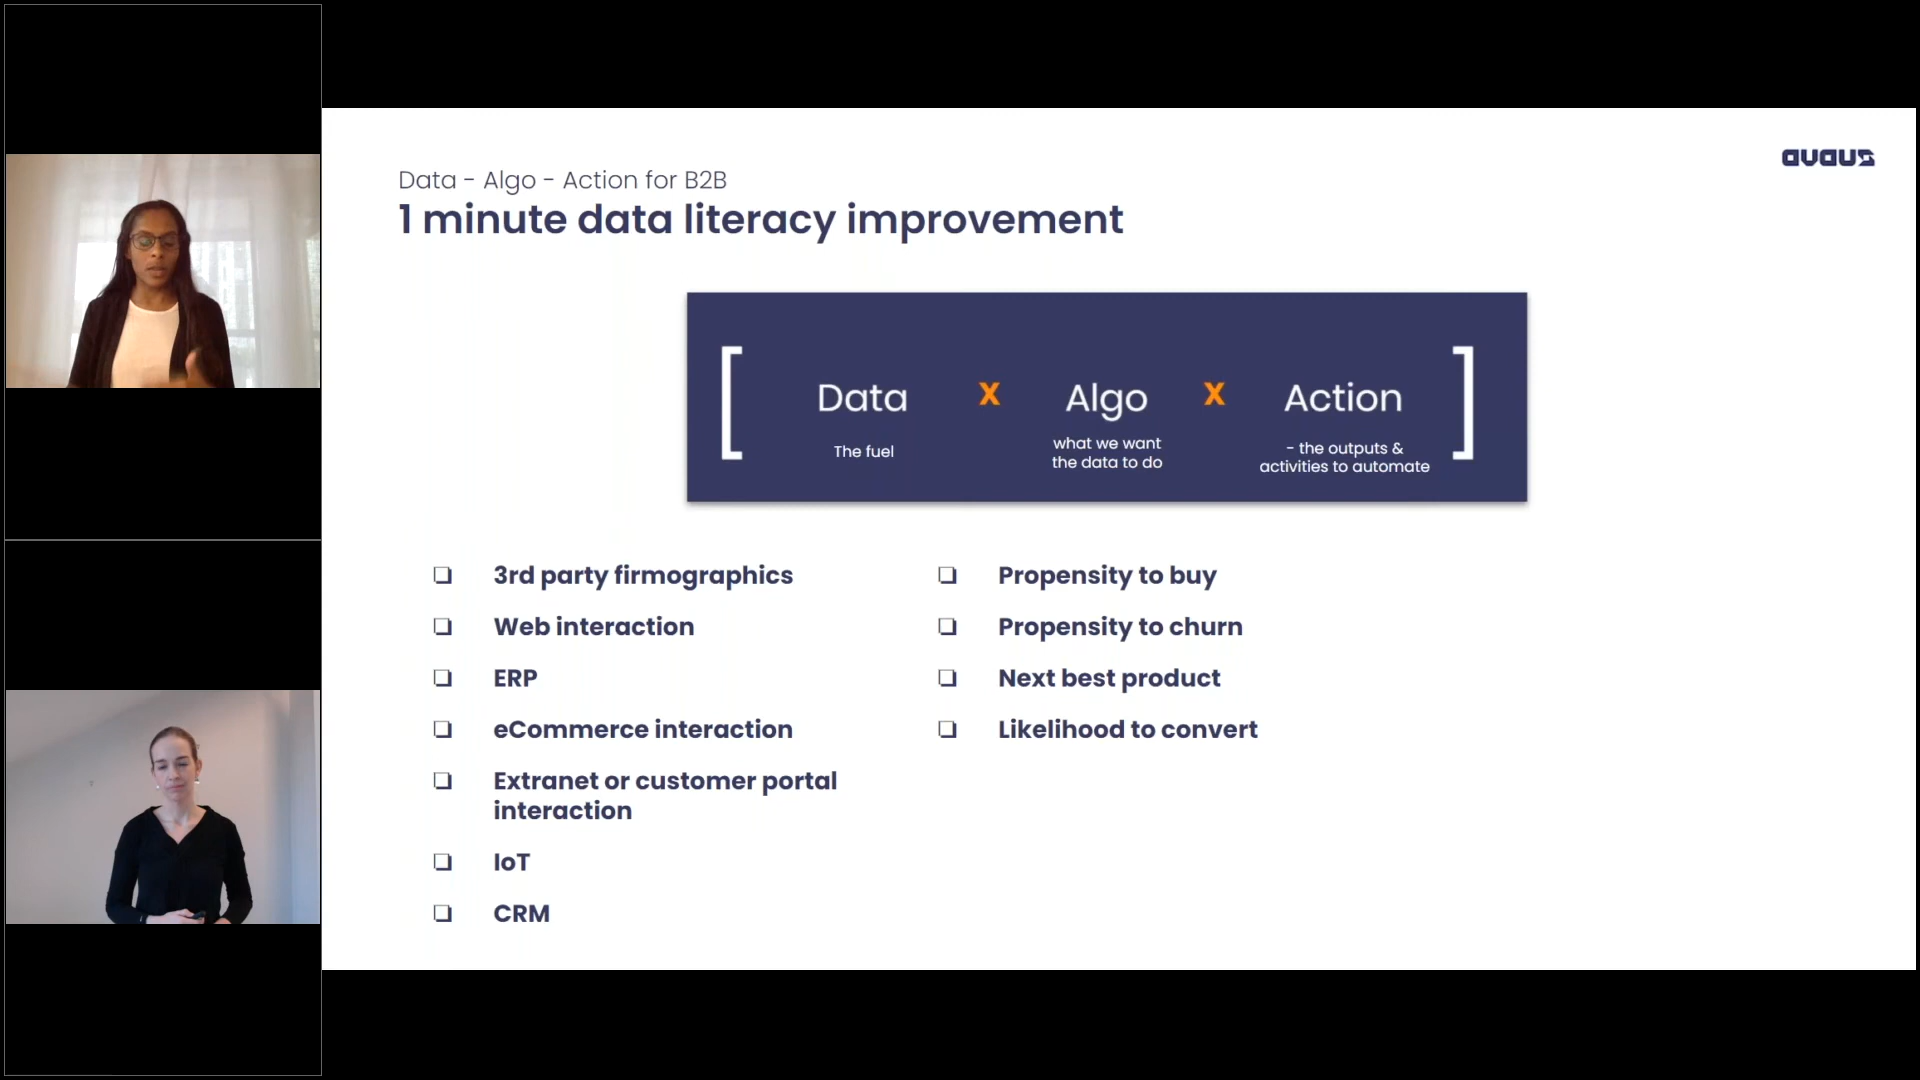 avaus
Data - Algo - Action for B2B
1 minute data literacy improvement
[ Data x Algo x Action ]
The fuel
what we want
the data to do
- the outputs &
activities to automate
❏ 3rd party firmographics
❏ Web interaction
❏ ERP
❏ eCommerce interaction
❏ Extranet or customer portal
interaction
❏ IoT
❏ CRM
❏ Propensity to buy
❏ Propensity to churn
❏ Next best product
❏ Likelihood to convert